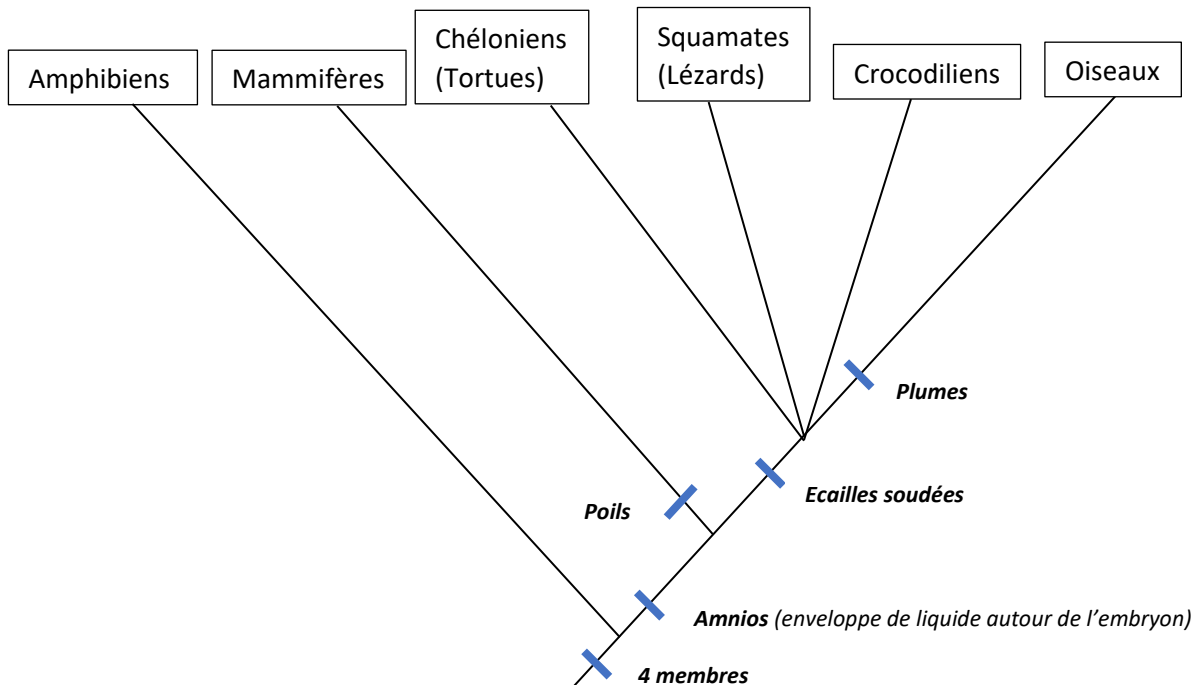 Amphibiens
Mammifères
Chéloniens
(Tortues)
Squamates
(Lézards)
Crocodiliens
Oiseaux
Plumes
Ecailles soudées
Poils
Amnios (enveloppe de liquide autour de l’embryon)
4 membres